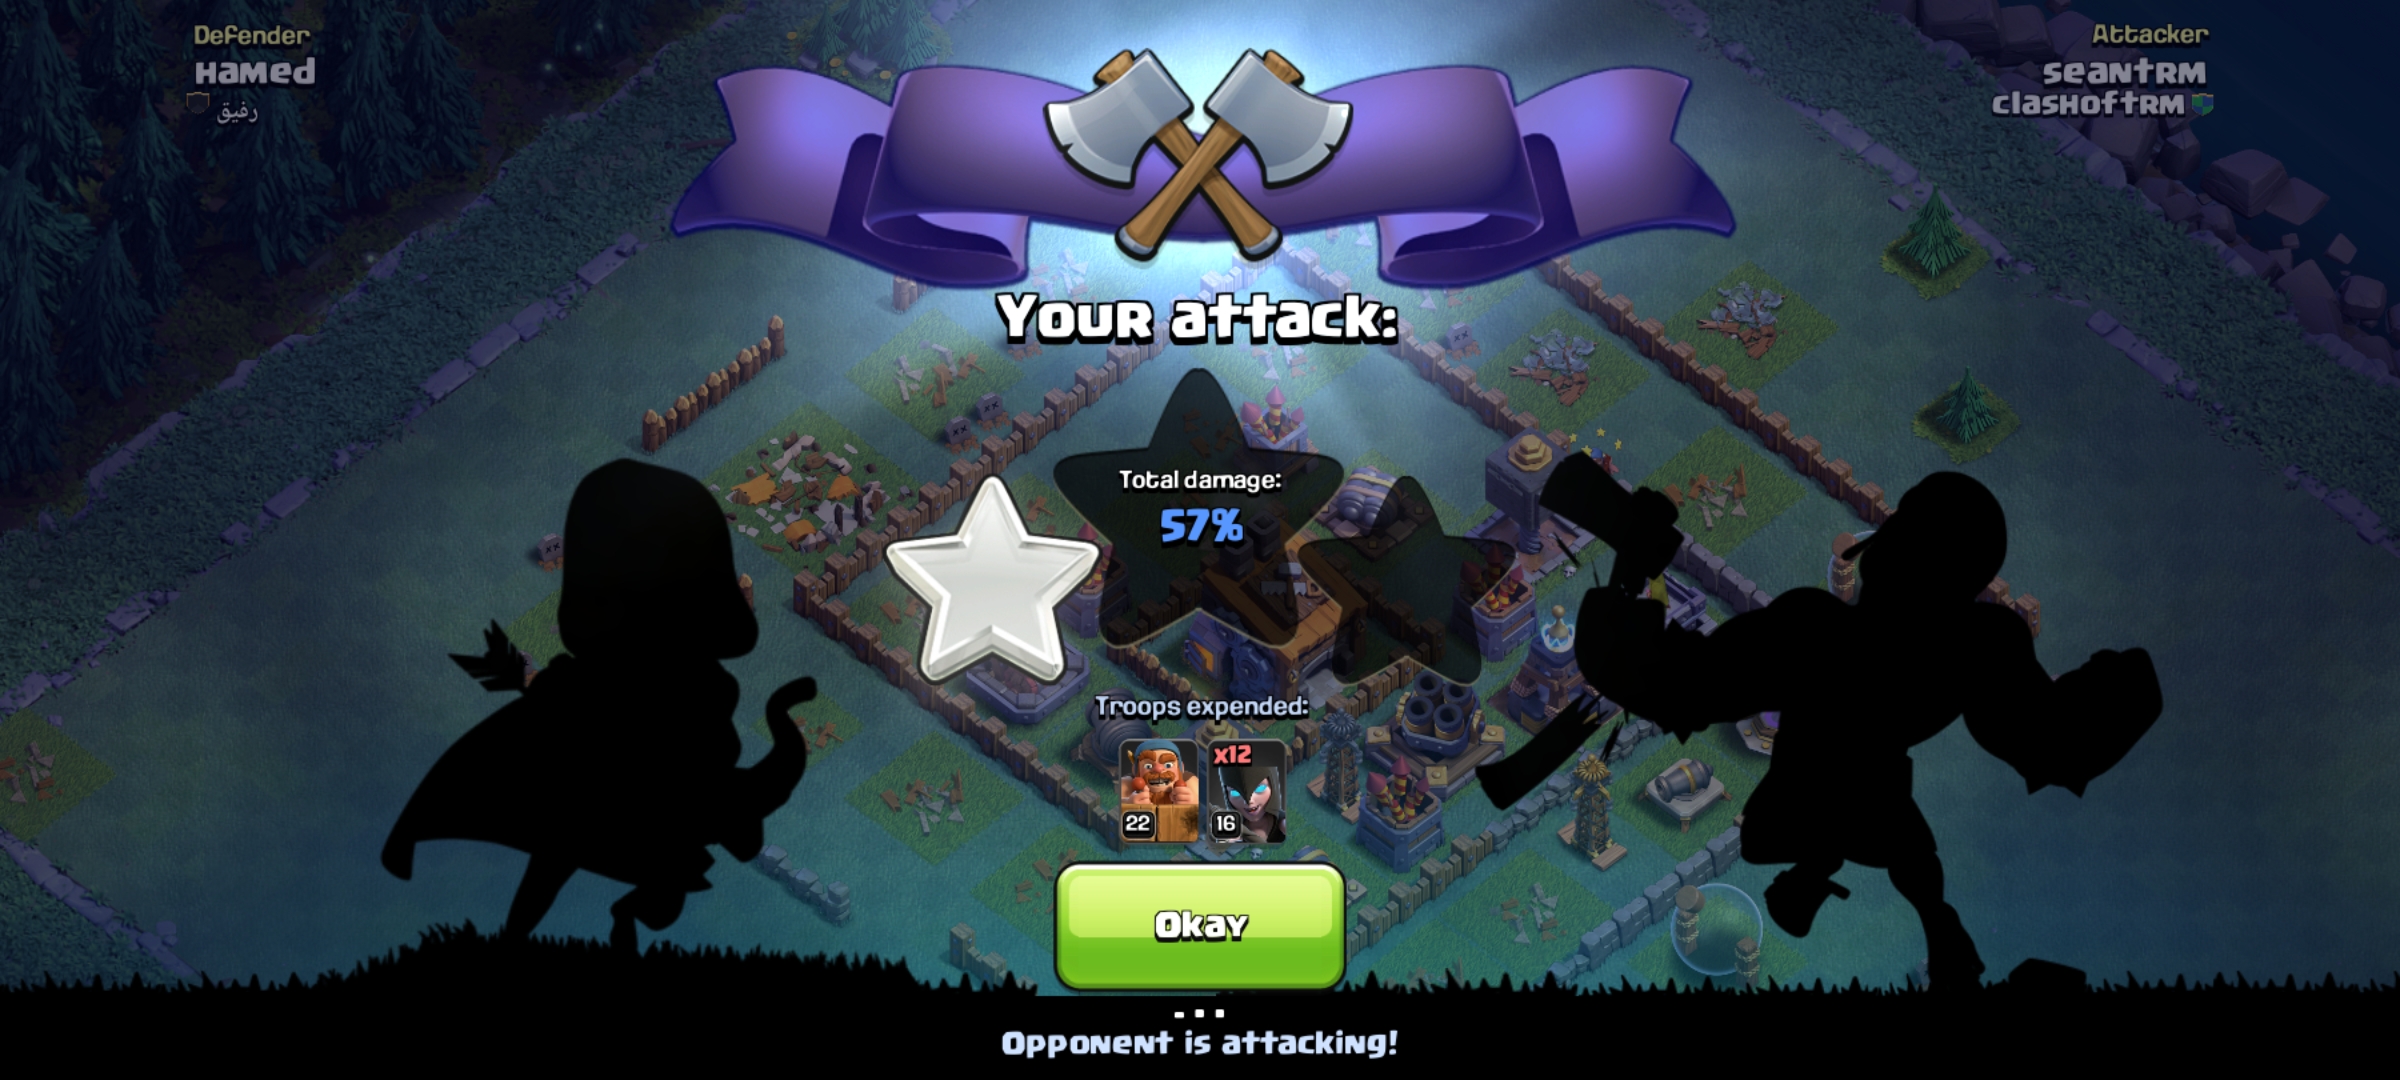 Defender
Hamed
رفيق
Attacker
seantRM
clashoftRM
Your attack:
Total damage:
57%
Troops expended:
x12
22
16
Okay
Opponent is attacking!